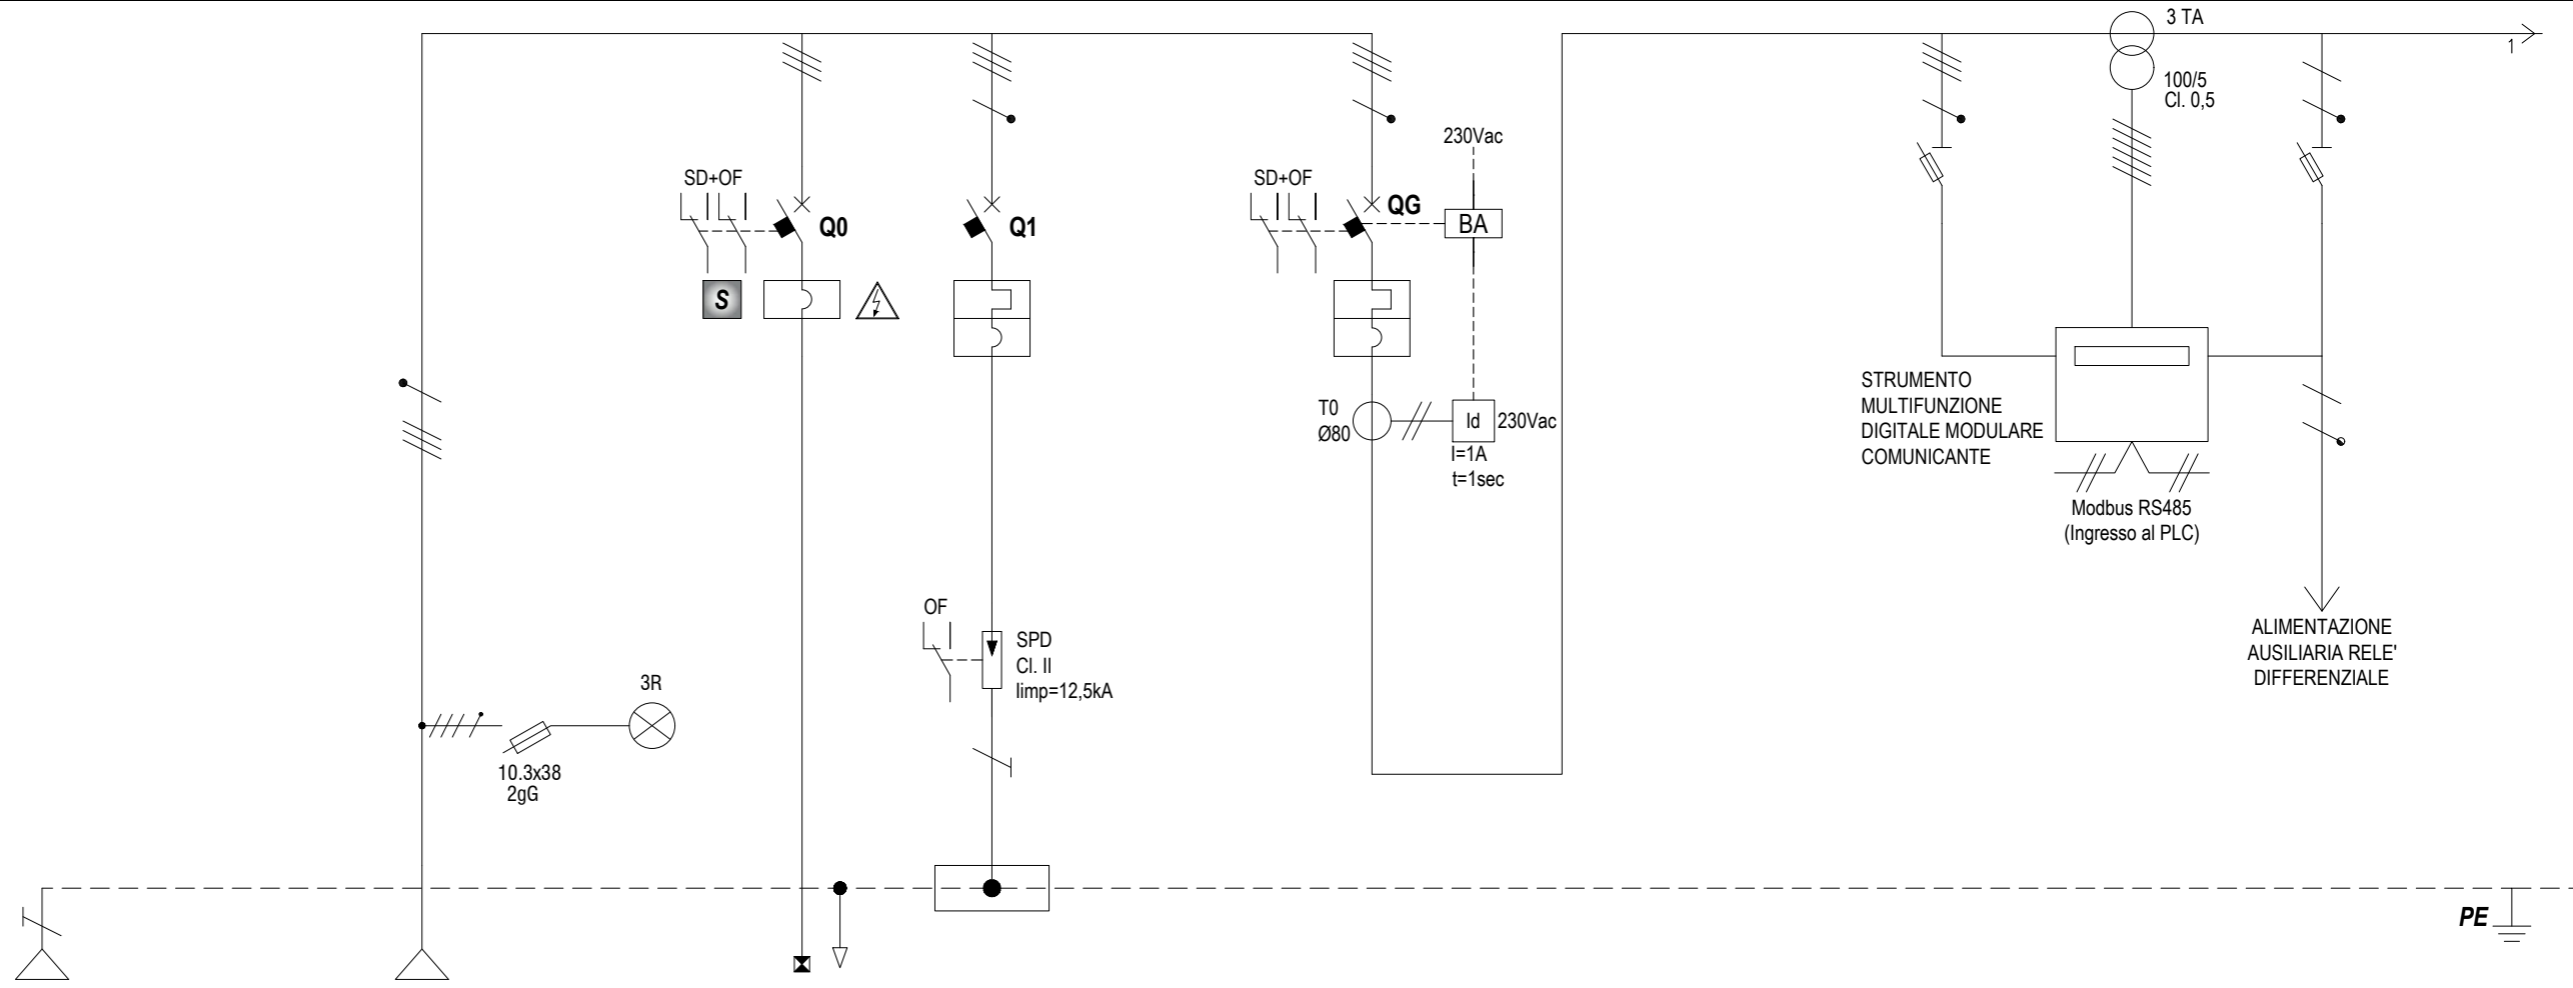 3 TA
1
100/5
Cl. 0,5
230Vac
SD+OF
Q0
Q1
SD+OF
QG
BA
S
T0
Ø80
Id
230Vac
I=1A
t=1sec
STRUMENTO
MULTIFUNZIONE
DIGITALE MODULARE
COMUNICANTE
Modbus RS485
(Ingresso al PLC)
OF
SPD
Cl. II
Iimp=12,5kA
ALIMENTAZIONE
AUSILIARIA RELE'
DIFFERENZIALE
3R
10.3x38
2gG
PE